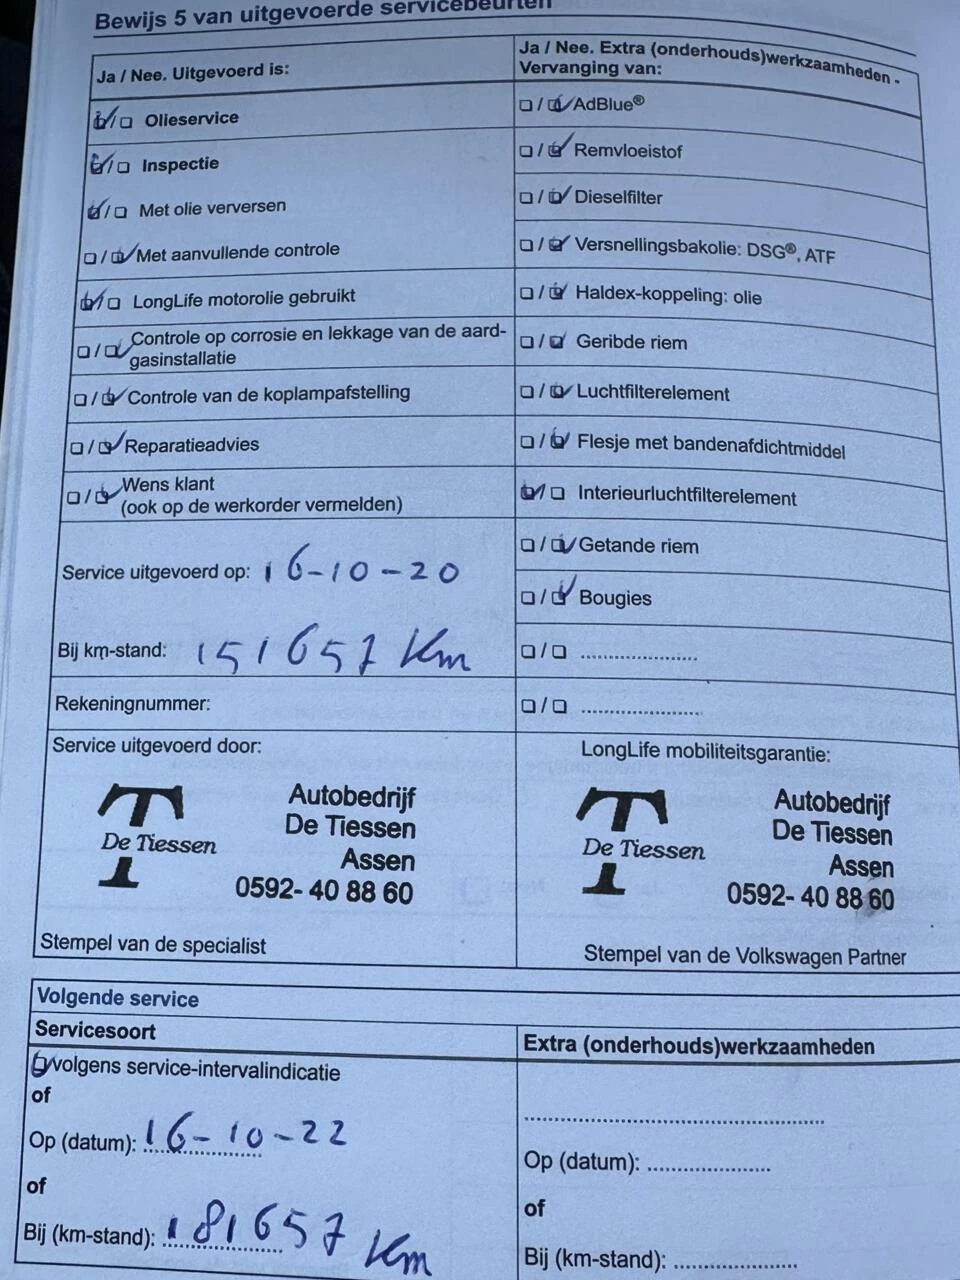 Bewijs 5 van uitgevoerde servicebeurten
Ja / Nee. Uitgevoerd is:
Olieservice
Inspectie
Met olie verversen
Met aanvullende controle
LongLife motorolie gebruikt
Controle op corrosie en lekkage van de aard-
gasinstallatie
Controle van de koplampafstelling
Reparatieadvies
Wens klant
(ook op de werkorder vermelden)
Service uitgevoerd op: 16-10-20
Bij km-stand: 151657 Km
Rekeningnummer:
Ja / Nee. Extra (onderhouds)werkzaamheden -
Vervanging van:
AdBlue®
Remvloeistof
Dieselfilter
Versnellingsbakolie: DSG®, ATF
Haldex-koppeling: olie
Geribde riem
Luchtfilterelement
Flesje met bandenafdichtmiddel
Interieurluchtfilterelement
Getande riem
Bougies
Service uitgevoerd door:
De Tiessen
Autobedrijf
De Tiessen
Assen
0592- 40 88 60
Stempel van de specialist
LongLife mobiliteitsgarantie:
De Tiessen
Autobedrijf
De Tiessen
Assen
0592- 40 88 60
Stempel van de Volkswagen Partner
Volgende service
Servicesoort
volgens service-intervalindicatie
of
Op (datum): 16-10-22
of
Bij (km-stand): 181657 Km
Extra (onderhouds)werkzaamheden
Op (datum):
of
Bij (km-stand):